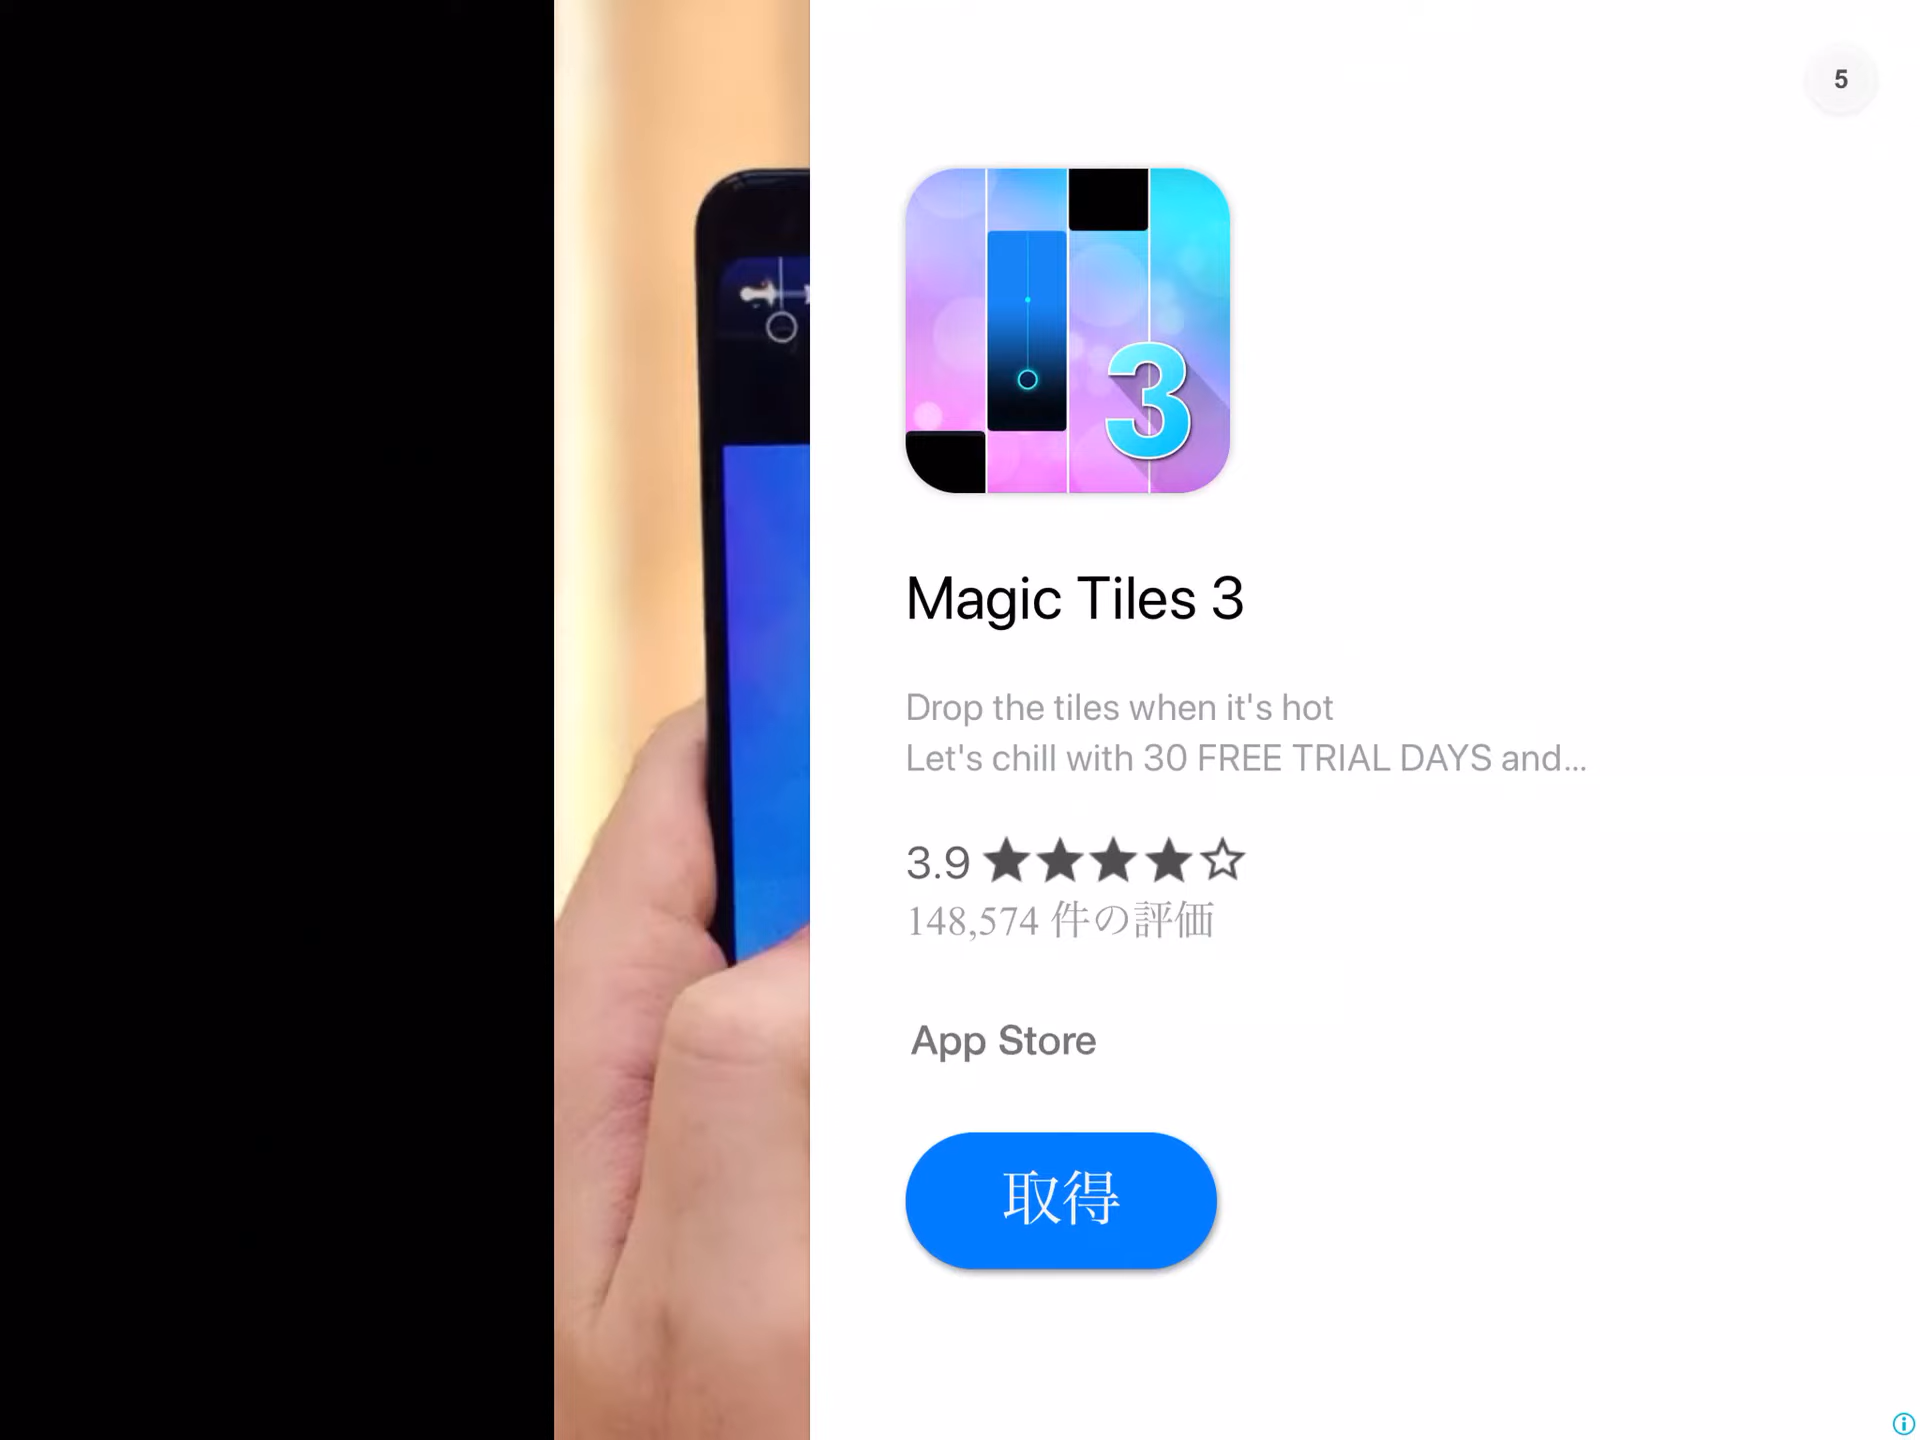 5
3
Magic Tiles 3
Drop the tiles when it's hot
Let's chill with 30 FREE TRIAL DAYS and...
3.9
148,574 件の評価
App Store
取得